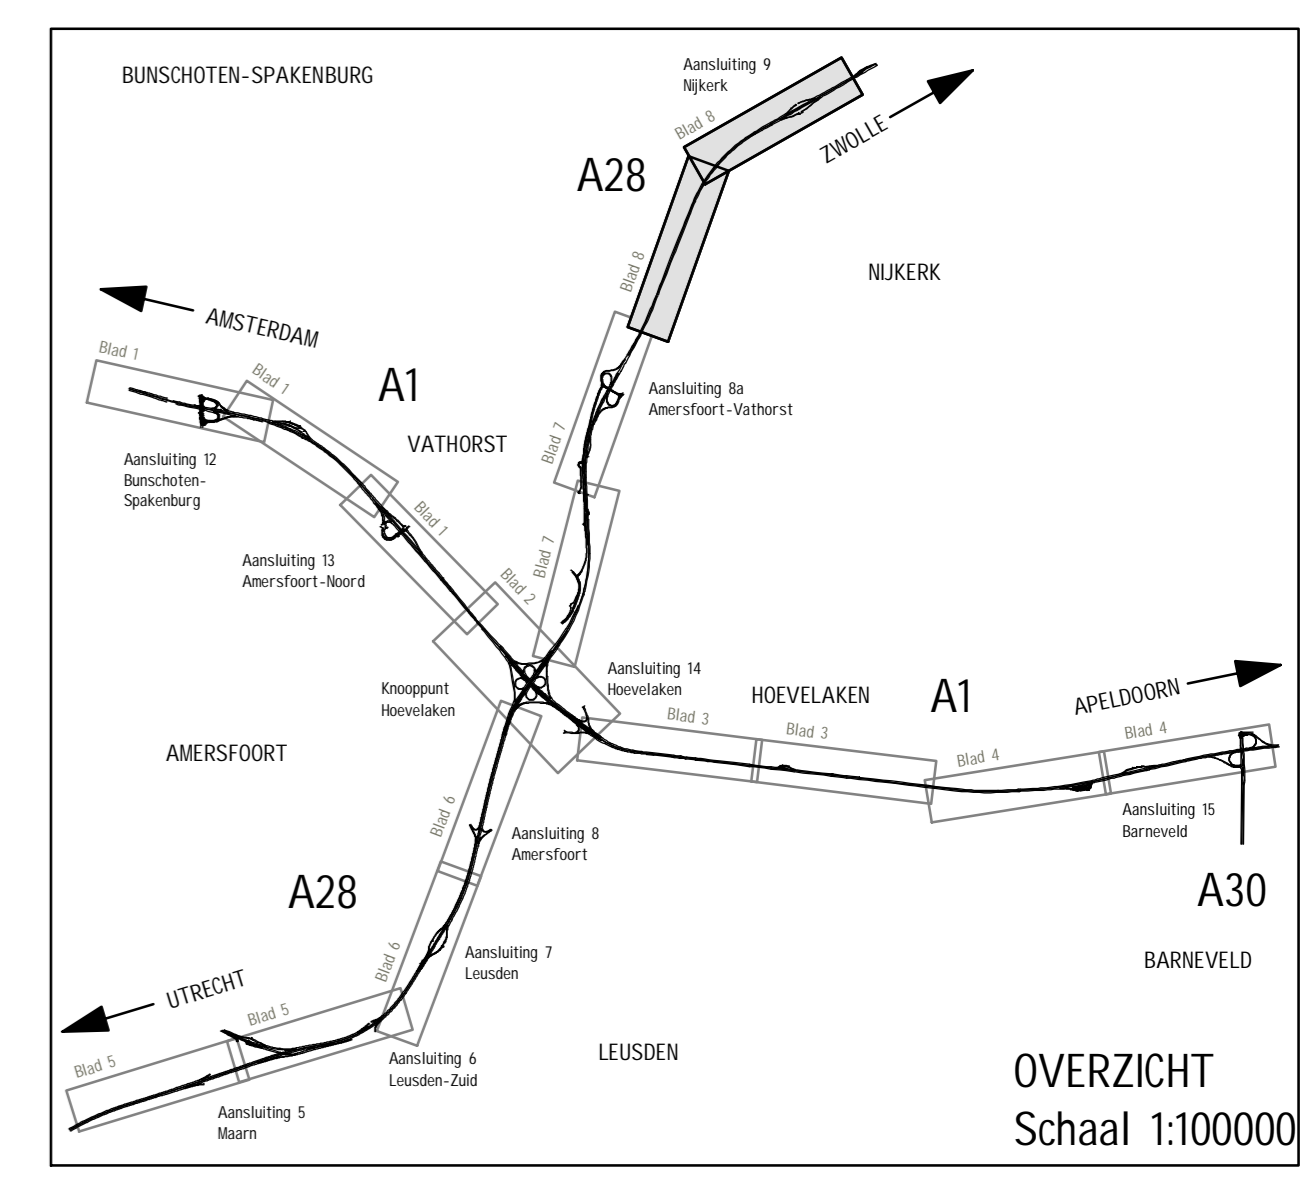 BUNSCHOTEN-SPAKENBURG
Aansluiting 9
Nijkerk
Blad 8
ZWOLLE
A28
Blad 8
NIJKERK
AMSTERDAM
Blad 1
Blad 1
A1
VATHORST
Aansluiting 8a
Amersfoort-Vathorst
Blad 7
Aansluiting 12
Bunschoten-
Spakenburg
Blad 1
Aansluiting 13
Amersfoort-Noord
Blad 7
Blad 2
Knooppunt
Hoevelaken
Aansluiting 14
Hoevelaken
HOEVELAKEN
A1
APELDOORN
Blad 3
Blad 3
Blad 4
Blad 4
AMERSFOORT
Blad 6
Aansluiting 8
Amersfoort
Aansluiting 15
Barneveld
A28
A30
Blad 6
Aansluiting 7
Leusden
BARNEVELD
UTRECHT
Blad 5
Blad 5
Aansluiting 6
Leusden-Zuid
LEUSDEN
Aansluiting 5
Maarn
OVERZICHT
Schaal 1:100000